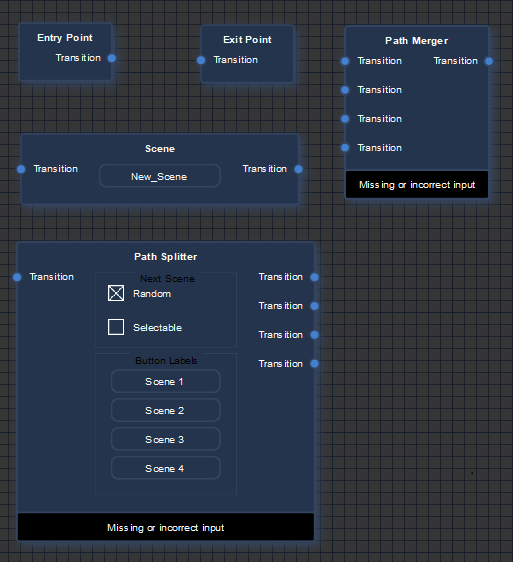 Entry Point
Transition
Exit Point
Transition
Path Merger
Transition Transition
Transition
Transition
Transition
Missing or incorrect input
Scene
Transition New_Scene Transition
Path Splitter
Transition Next Scene Transition
Random
Transition
Selectable Transition
Button Labels Transition
Scene 1
Scene 2
Scene 3
Scene 4
Missing or incorrect input